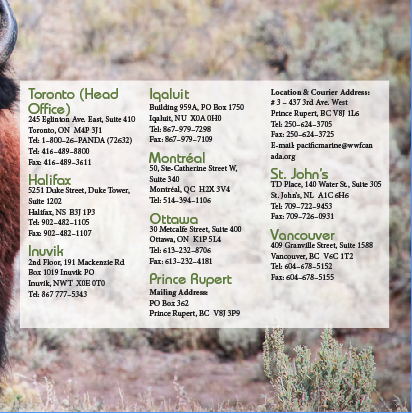 Toronto (Head
Office)
245 Eglinton Ave. East, Suite 410
Toronto, ON  M4P 3J1
Tel: 1-800-26-PANDA (72632)
Tel: 416-489-8800
Fax: 416-489-3611
Halifax
5251 Duke Street, Duke Tower,
Suite 1202
Halifax, NS  B3J 1P3
Tel: 902-482-1105
Fax: 902-482-1107
Inuvik
2nd Floor, 191 Mackenzie Rd
Box 1019 Inuvik PO
Inuvik, NWT  X0E 0T0
Tel: 867 777-5343
Iqaluit
Building 959A, PO Box 1750
Iqaluit, NU  X0A 0H0
Tel: 867-979-7298
Fax: 867-979-7109
Montréal
50, Ste-Catherine Street W,
Suite 340
Montréal, QC  H2X 3V4
Tel: 514-394-1106
Ottawa
30 Metcalfe Street, Suite 400
Ottawa, ON  K1P 5L4
Tel: 613-232-8706
Fax: 613-232-4181
Prince Rupert
Mailing Address:
PO Box 362
Prince Rupert, BC  V8J 3P9
Location & Courier Address:
# 3 - 437 3rd Ave. West
Prince Rupert, BC V8J 1L6
Tel: 250-624-3705
Fax: 250-624-3725
E-mail: pacificmarine@wwfcan
ada.org
St. John's
TD Place, 140 Water St., Suite 305
St. John's, NL  A1C 6H6
Tel: 709-722-9453
Fax: 709-726-0931
Vancouver
409 Granville Street, Suite 1588
Vancouver, BC  V6C 1T2
Tel: 604-678-5152
Fax: 604-678-5155